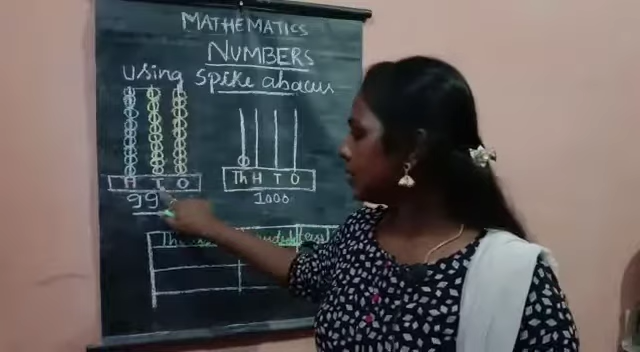 MATHEMATICS
NUMBERS
using Spike abacus
H T O
Th H T O
99
1000